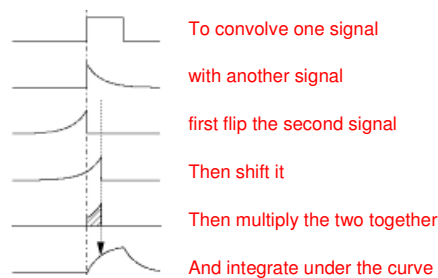 To convolve one signal
with another signal
first flip the second signal
Then shift it
Then multiply the two together
And integrate under the curve